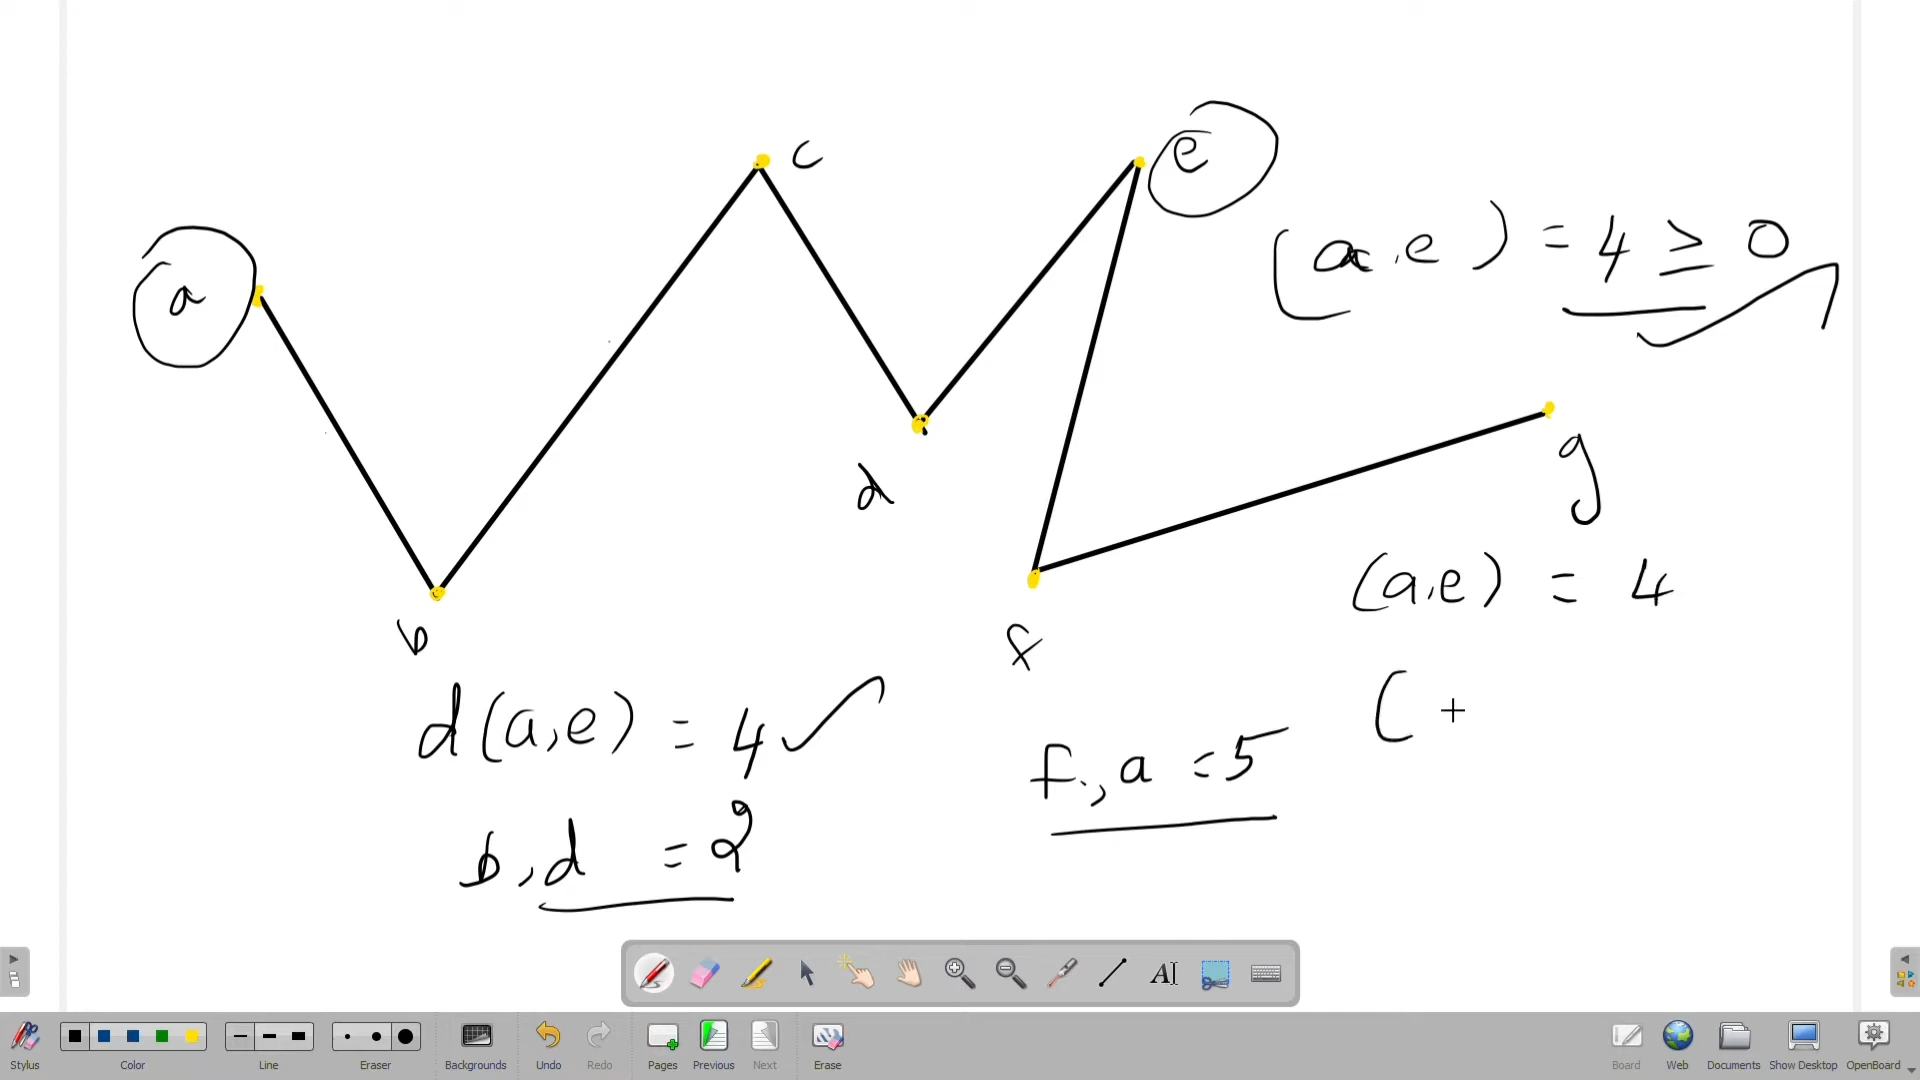 c
e
a
(a,e) = 4 ≥ 0
d
g
b
f
(a,e) = 4
d(a,e) = 4 ✓
f., a = 5
(
b,d = 2
Stylus
Color
Line
Eraser
Backgrounds
Undo
Redo
Pages
Previous
Next
Erase
Board
Web
Documents
Show Desktop
OpenBoard
AI